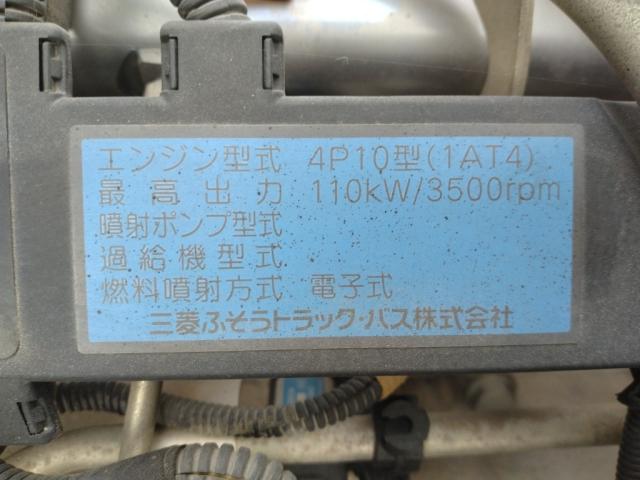 エンジン型式 4P10型(1AT4)
最高出力 110kW/3500rpm
噴射ポンプ型式
過給機型式
燃料噴射方式 電子式
三菱ふそうトラック・バス株式会社